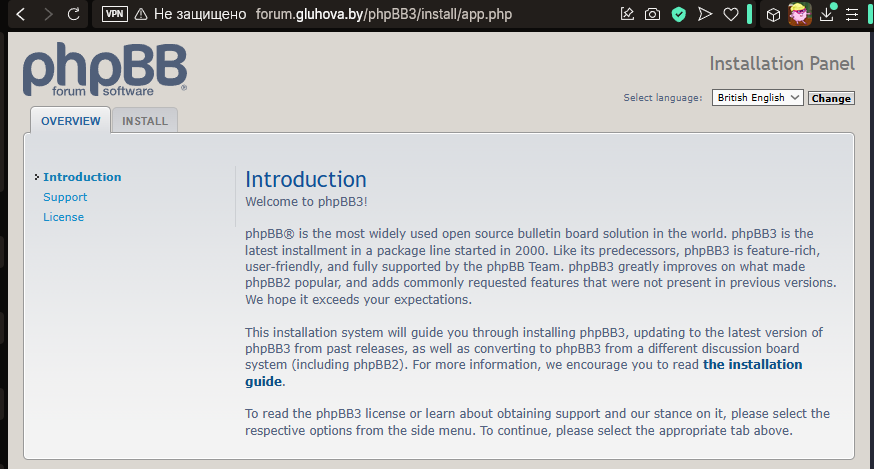 VPN Не защищено forum.gluhova.by/phpBB3/install/app.php
phpBB®
forum software
Installation Panel
Select language: British English Change
OVERVIEW INSTALL
Introduction
Support
License
Introduction
Welcome to phpBB3!
phpBB® is the most widely used open source bulletin board solution in the world. phpBB3 is the
latest installment in a package line started in 2000. Like its predecessors, phpBB3 is feature-rich,
user-friendly, and fully supported by the phpBB Team. phpBB3 greatly improves on what made
phpBB2 popular, and adds commonly requested features that were not present in previous versions.
We hope it exceeds your expectations.
This installation system will guide you through installing phpBB3, updating to the latest version of
phpBB3 from past releases, as well as converting to phpBB3 from a different discussion board
system (including phpBB2). For more information, we encourage you to read the installation
guide.
To read the phpBB3 license or learn about obtaining support and our stance on it, please select the
respective options from the side menu. To continue, please select the appropriate tab above.